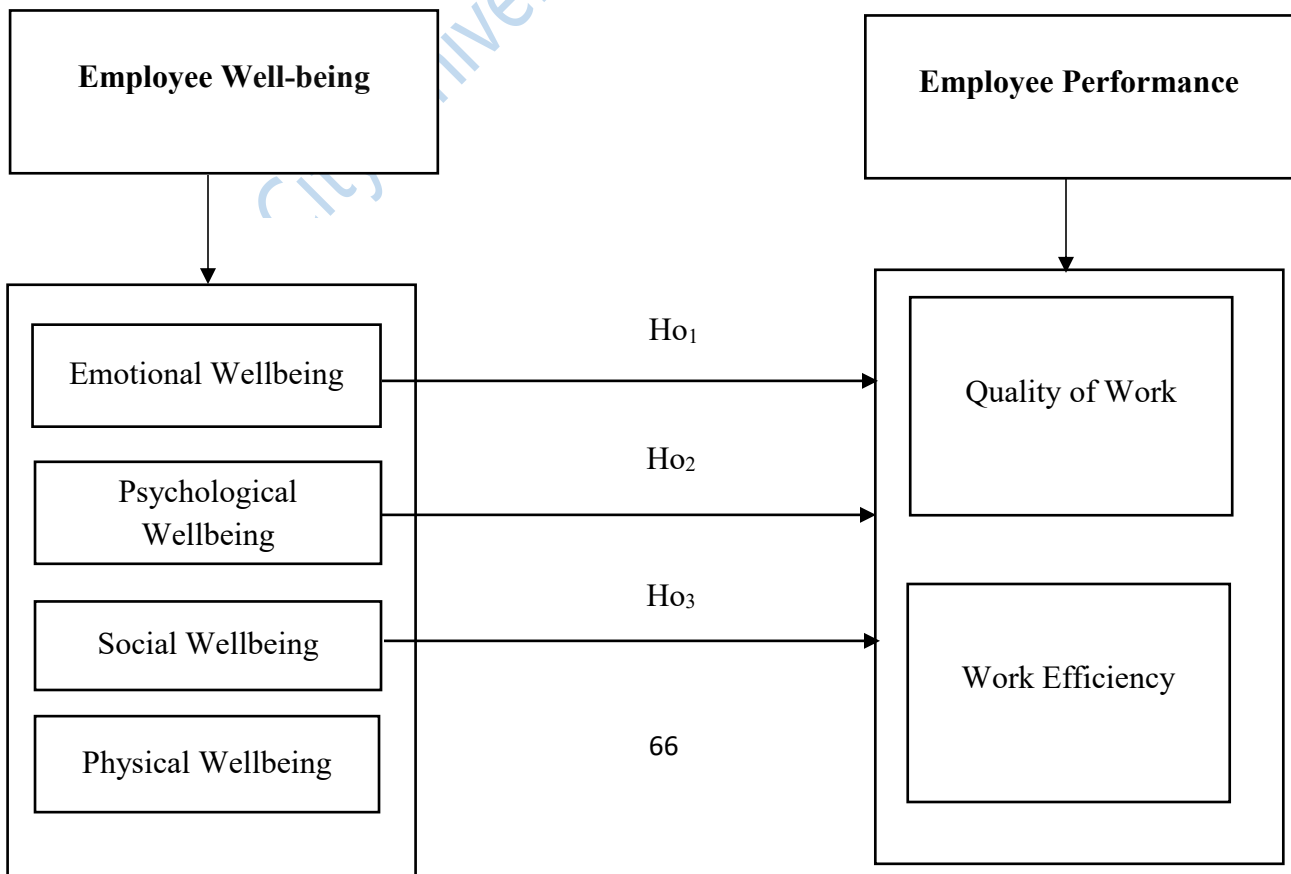 Employee Well-being
Employee Performance
Emotional Wellbeing
Ho₁
Quality of Work
Psychological
Wellbeing
Ho₂
Social Wellbeing
Ho₃
Work Efficiency
Physical Wellbeing
66
City